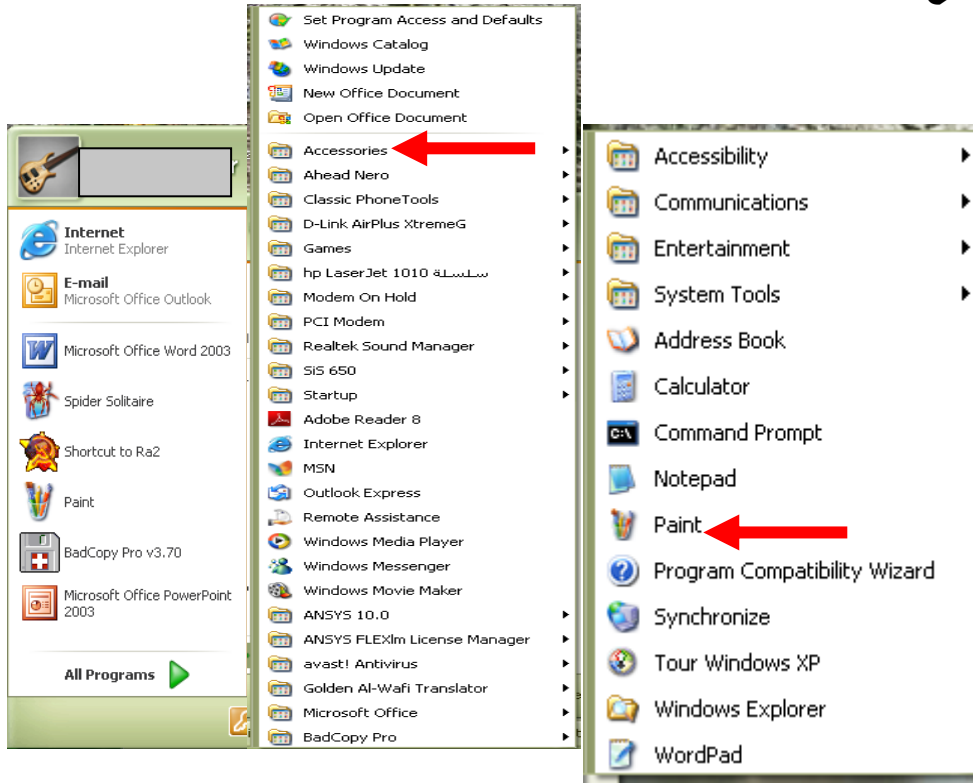 Internet
Internet Explorer
E-mail
Microsoft Office Outlook
Microsoft Office Word 2003
Spider Solitaire
Shortcut to Ra2
Paint
BadCopy Pro v3.70
Microsoft Office PowerPoint
2003
All Programs
Set Program Access and Defaults
Windows Catalog
Windows Update
New Office Document
Open Office Document
Accessories
Ahead Nero
Classic PhoneTools
D-Link AirPlus XtremeG
Games
hp LaserJet 1010 سلسلة
Modem On Hold
PCI Modem
Realtek Sound Manager
SiS 650
Startup
Adobe Reader 8
Internet Explorer
MSN
Outlook Express
Remote Assistance
Windows Media Player
Windows Messenger
Windows Movie Maker
ANSYS 10.0
ANSYS FLEXlm License Manager
avast! Antivirus
Golden Al-Wafi Translator
Microsoft Office
BadCopy Pro
Accessibility
Communications
Entertainment
System Tools
Address Book
Calculator
Command Prompt
Notepad
Paint
Program Compatibility Wizard
Synchronize
Tour Windows XP
Windows Explorer
WordPad